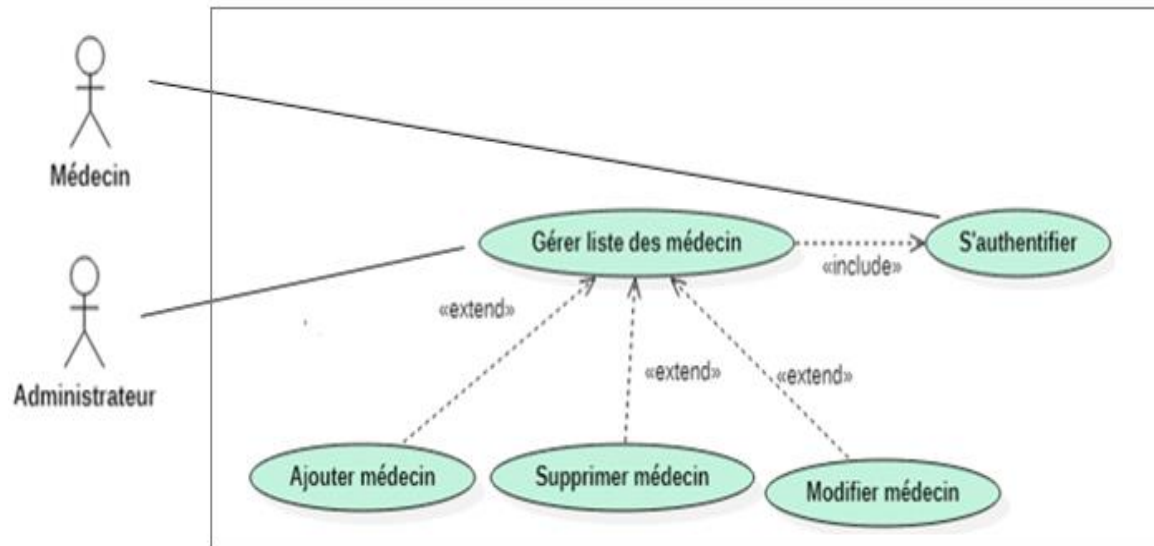 Médecin
Gérer liste des médecin
S'authentifier
«include»
Administrateur
«extend»
«extend»
«extend»
Ajouter médecin
Supprimer médecin
Modifier médecin